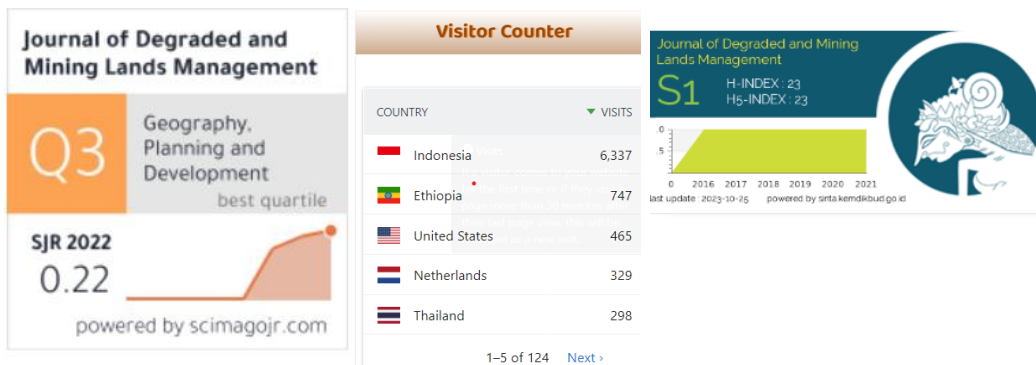 Journal of Degraded and
Mining Lands Management
Q3
Geography,
Planning and
Development
best quartile
SJR 2022
0.22
powered by scimagojr.com
Visitor Counter
COUNTRY VISITS
Indonesia 6,337
Ethiopia 747
United States 465
Netherlands 329
Thailand 298
1–5 of 124 Next ›
Journal of Degraded and Mining
Lands Management
S1
H-INDEX : 23
H5-INDEX : 23
.0
.5
0 2016 2017 2018 2019 2020 2021
last update : 2023-10-25 powered by sinta.kemdikbud.go.id